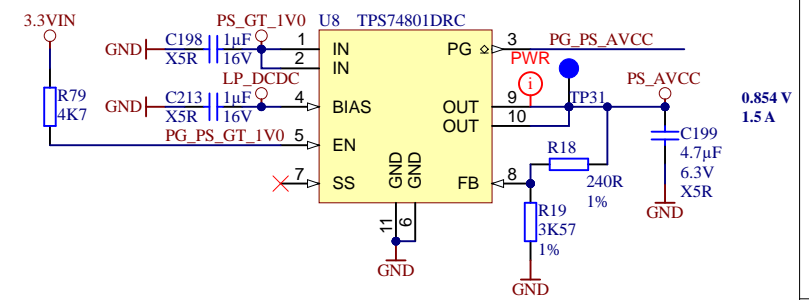 3.3VIN
PS_GT_1V0
U8 TPS74801DRC
GND
C198
1µF
X5R
16V
1
IN
2
IN
PG
3
PG_PS_AVCC
PWR
i
TP31
PS_AVCC
0.854 V
1.5 A
R79
4K7
LP_DCDC
GND
C213
1µF
X5R
16V
4
BIAS
OUT
9
OUT
10
C199
4.7µF
6.3V
X5R
GND
PG_PS_GT_1V0
5
EN
R18
240R
1%
7
SS
GND
GND
FB
8
R19
3K57
1%
11
6
GND
GND